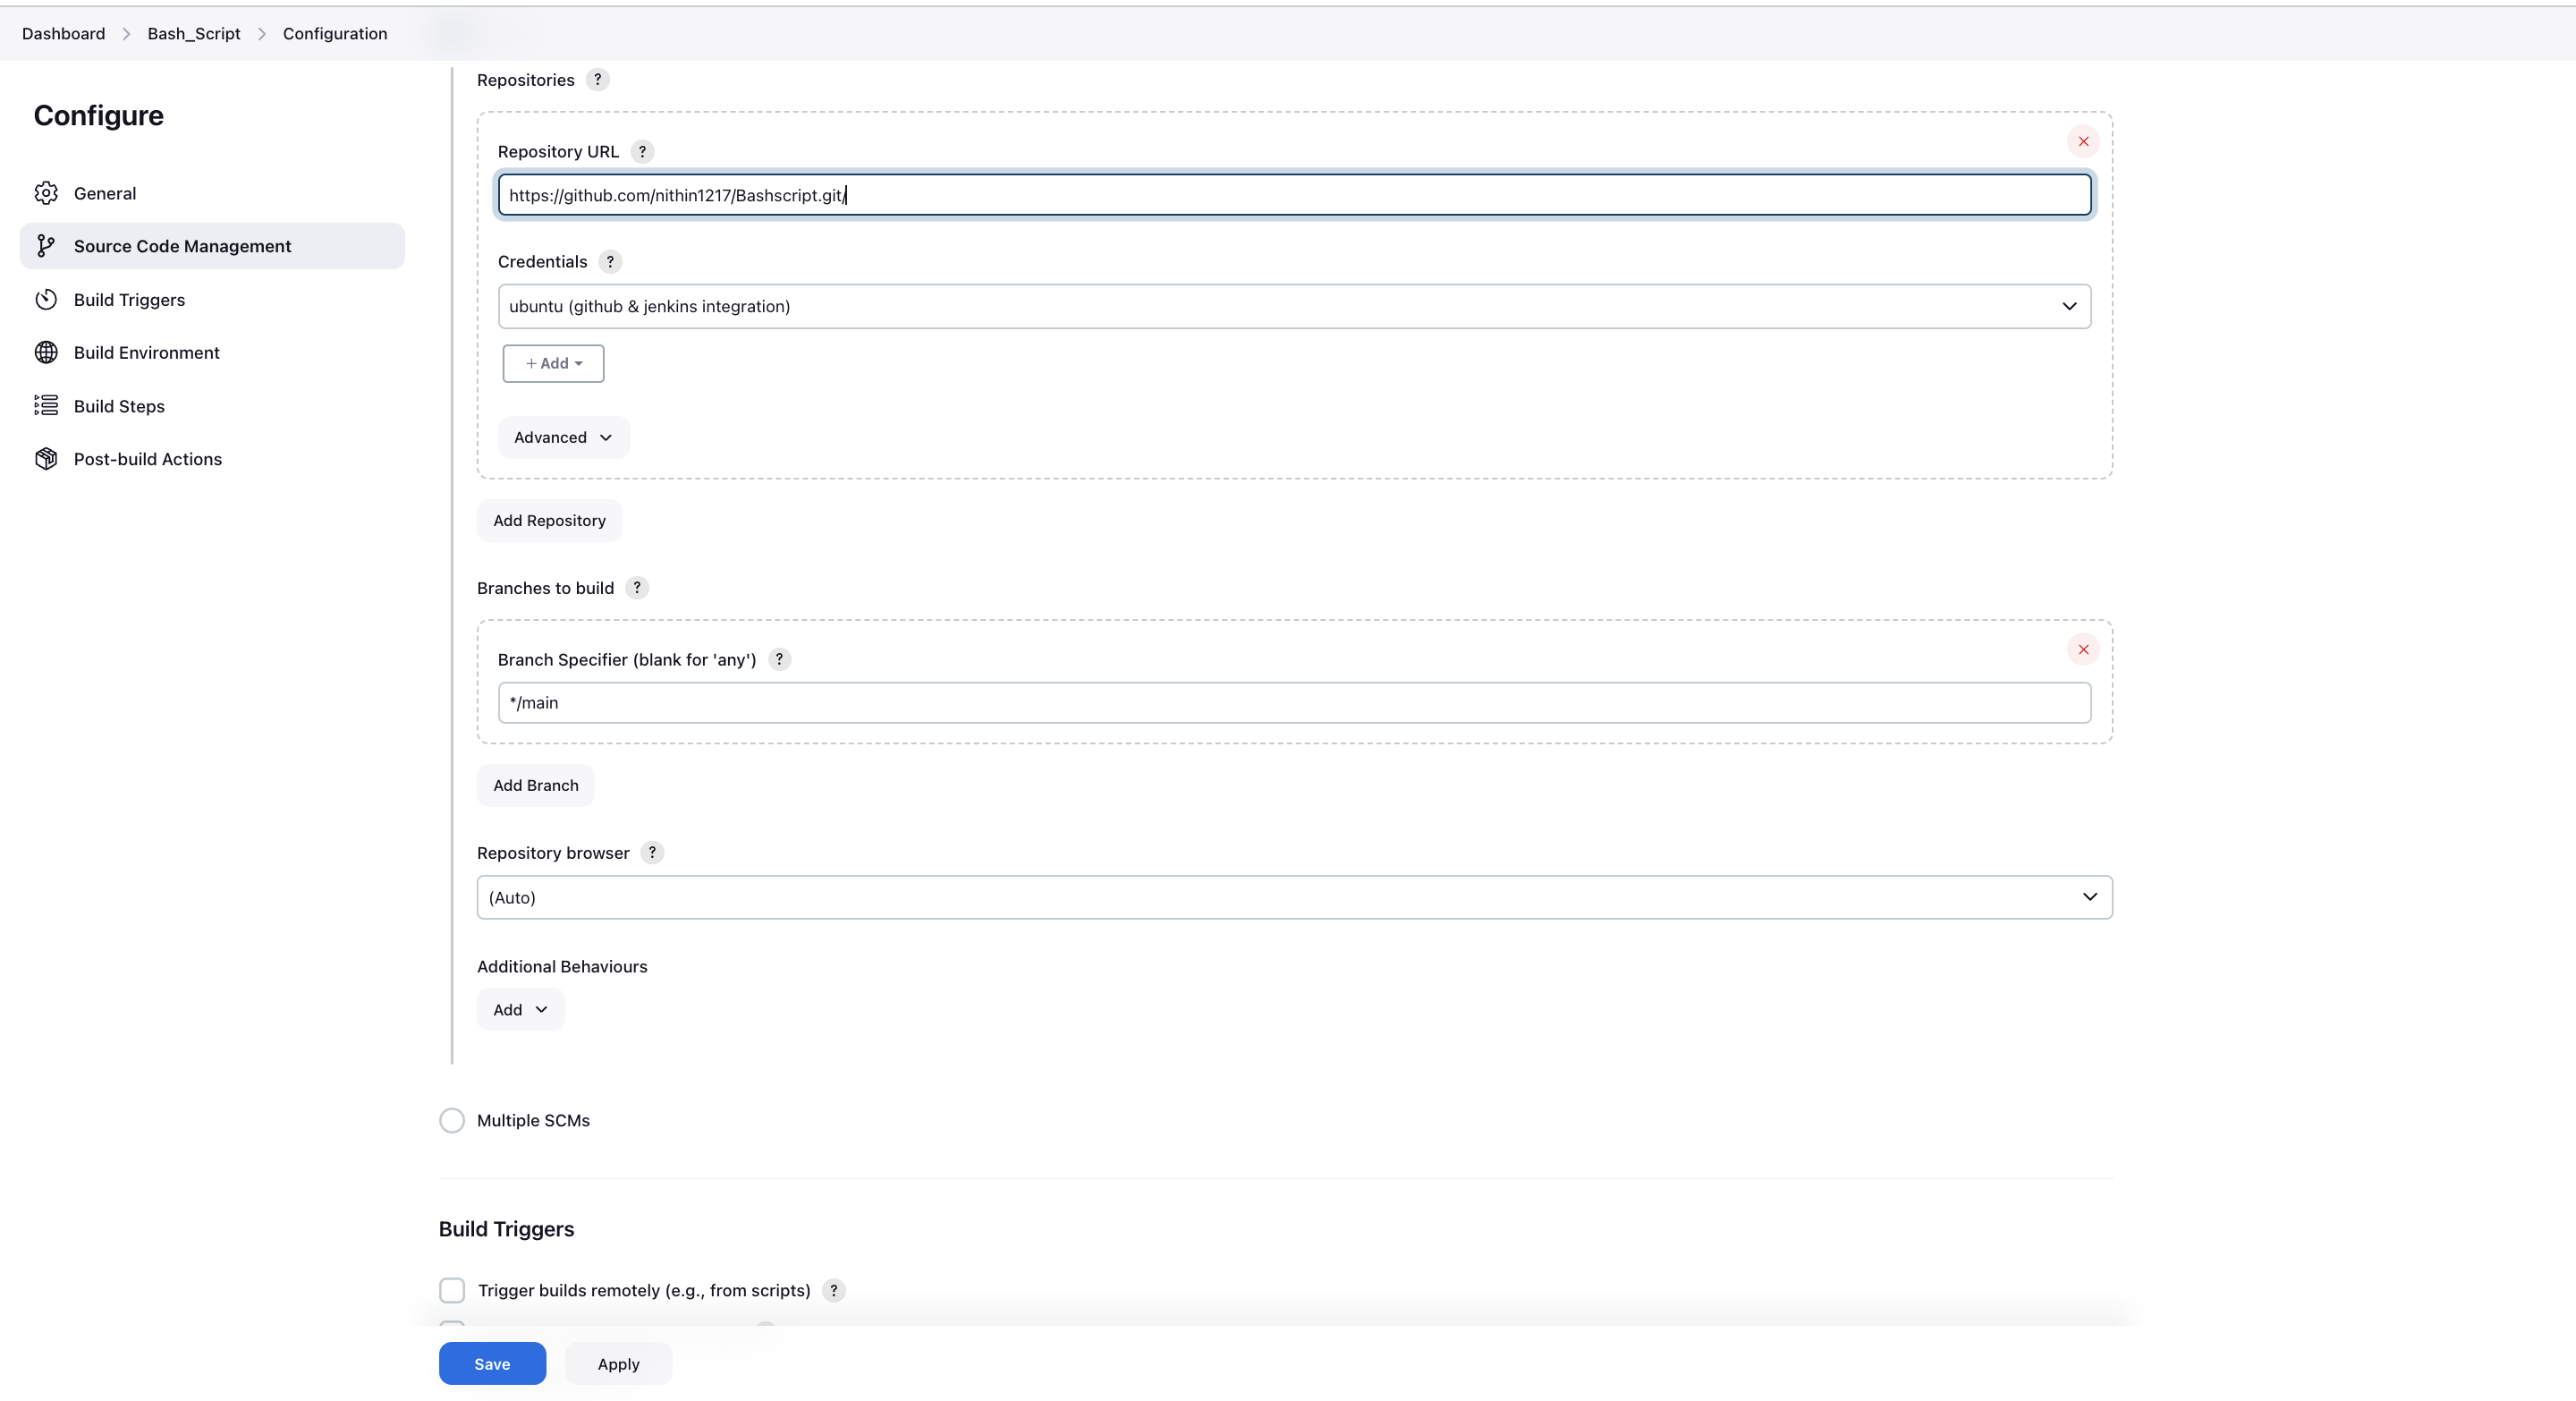 Dashboard > Bash_Script > Configuration
Configure
General
Source Code Management
Build Triggers
Build Environment
Build Steps
Post-build Actions
Repositories ?
Repository URL ?
https://github.com/nithin1217/Bashscript.git/
Credentials ?
ubuntu (github & jenkins integration)
+ Add
Advanced
Add Repository
Branches to build ?
Branch Specifier (blank for 'any') ?
*/main
Add Branch
Repository browser ?
(Auto)
Additional Behaviours
Add
Multiple SCMs
Build Triggers
Trigger builds remotely (e.g., from scripts) ?
Save Apply